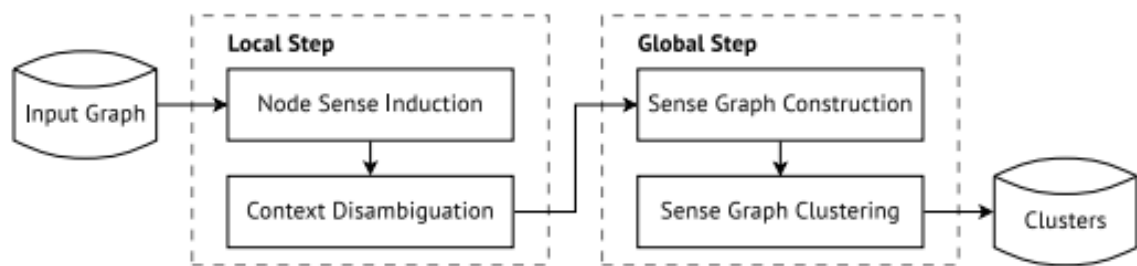 Local Step
Global Step
Input Graph
Node Sense Induction
Context Disambiguation
Sense Graph Construction
Sense Graph Clustering
Clusters